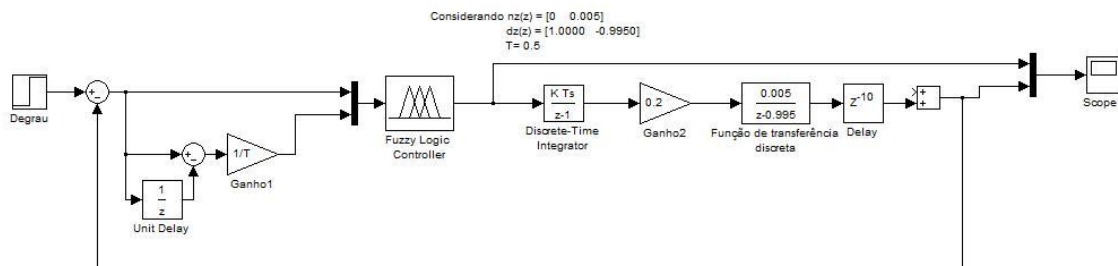 Considerando nz(z) = [0 0.005]
dz(z) = [1.0000 -0.9950]
T= 0.5
Degrau
1
z
Unit Delay
1/T
Ganho1
Fuzzy Logic
Controller
K Ts
z-1
Discrete-Time
Integrator
0.2
Ganho2
0.005
z-0.995
Função de transferência
discreta
Z-10
Delay
Scope